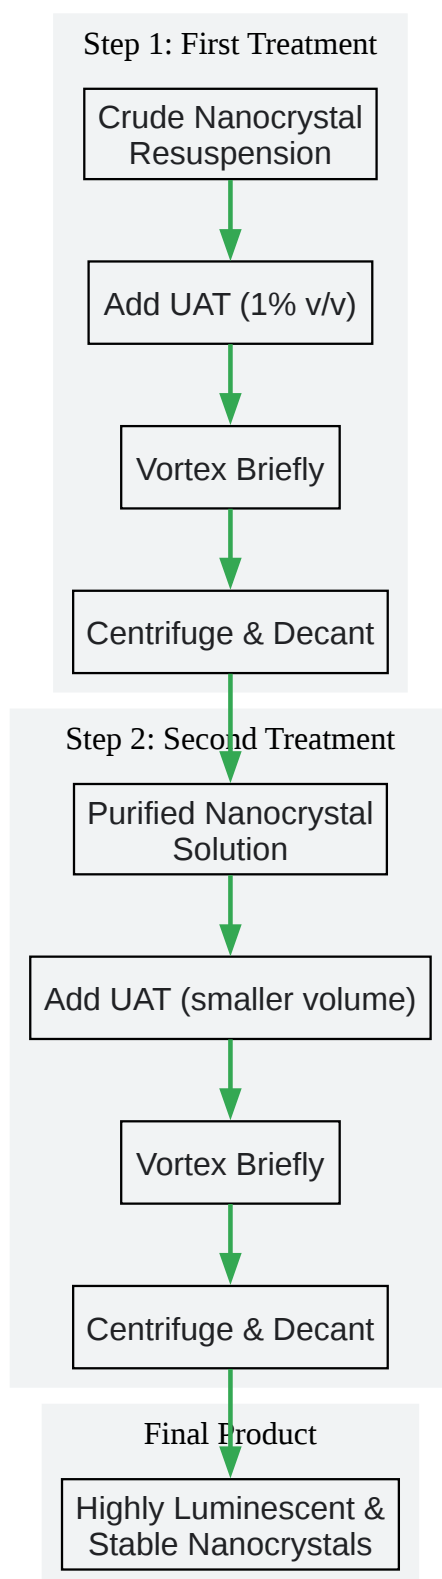 Step 1: First Treatment
Crude Nanocrystal
Resuspension
Add UAT (1% v/v)
Vortex Briefly
Centrifuge & Decant
Step 2: Second Treatment
Purified Nanocrystal
Solution
Add UAT (smaller volume)
Vortex Briefly
Centrifuge & Decant
Final Product
Highly Luminescent &
Stable Nanocrystals